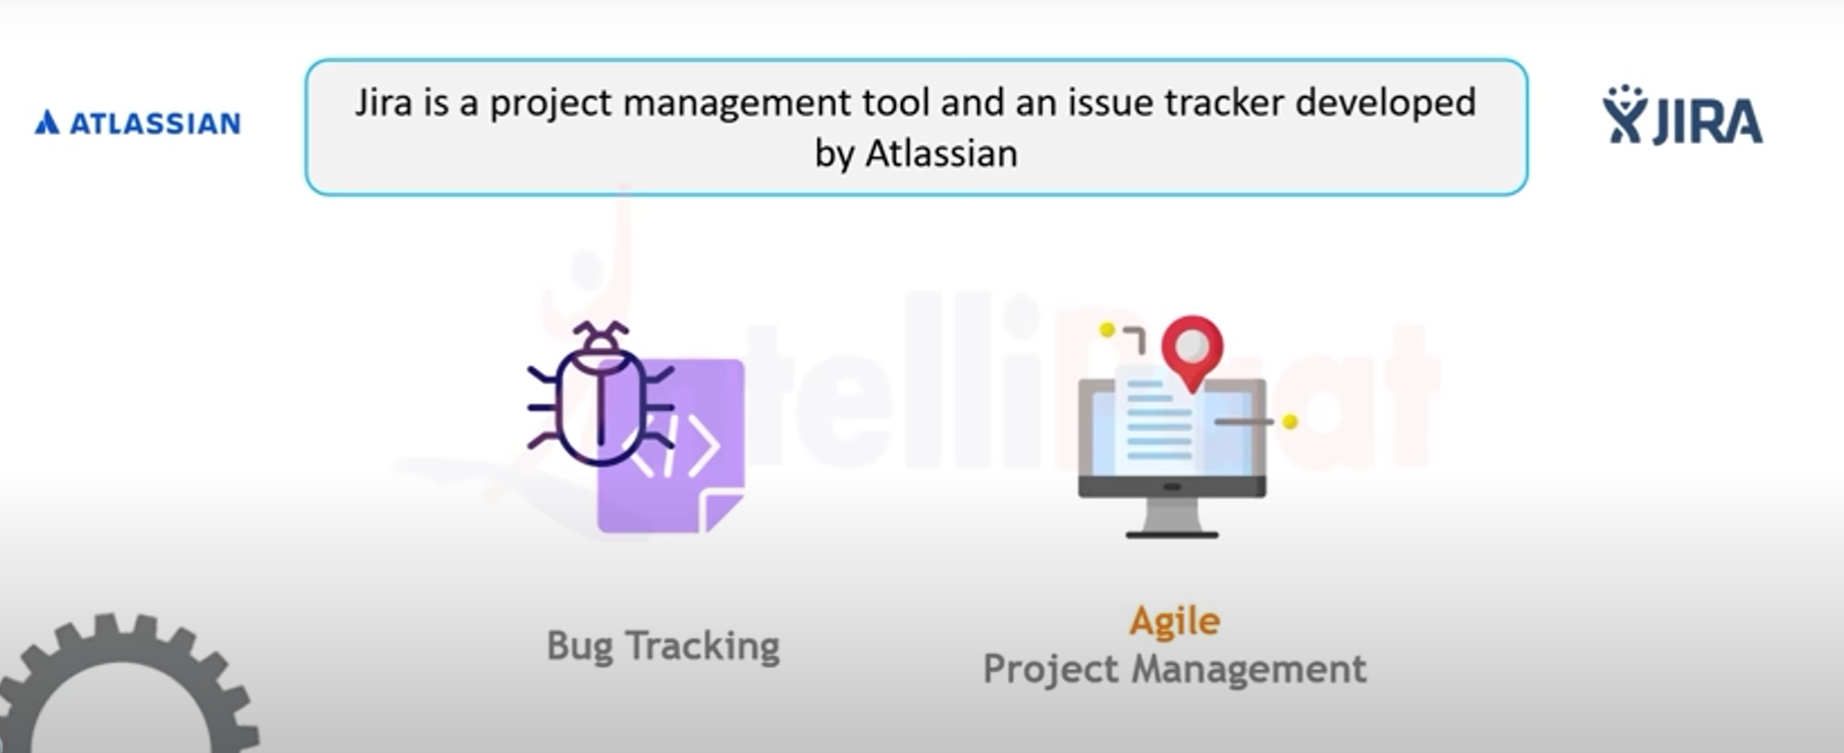 ATLASSIAN
Jira is a project management tool and an issue tracker developed
by Atlassian
JIRA
intelliPaat
</>
Bug Tracking
Agile
Project Management